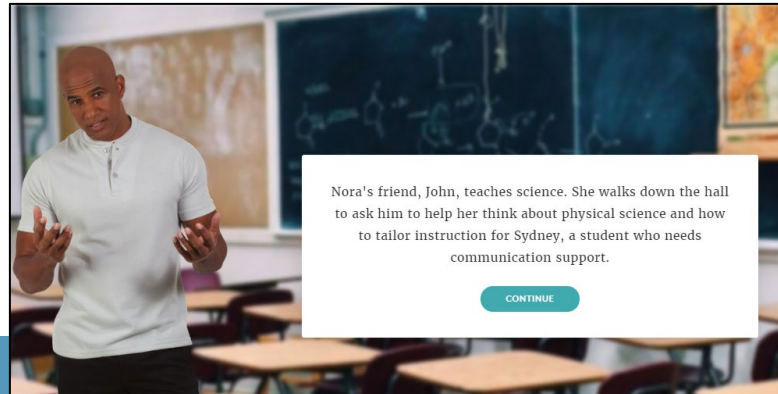 Nora's friend, John, teaches science. She walks down the hall
to ask him to help her think about physical science and how
to tailor instruction for Sydney, a student who needs
communication support.
CONTINUE